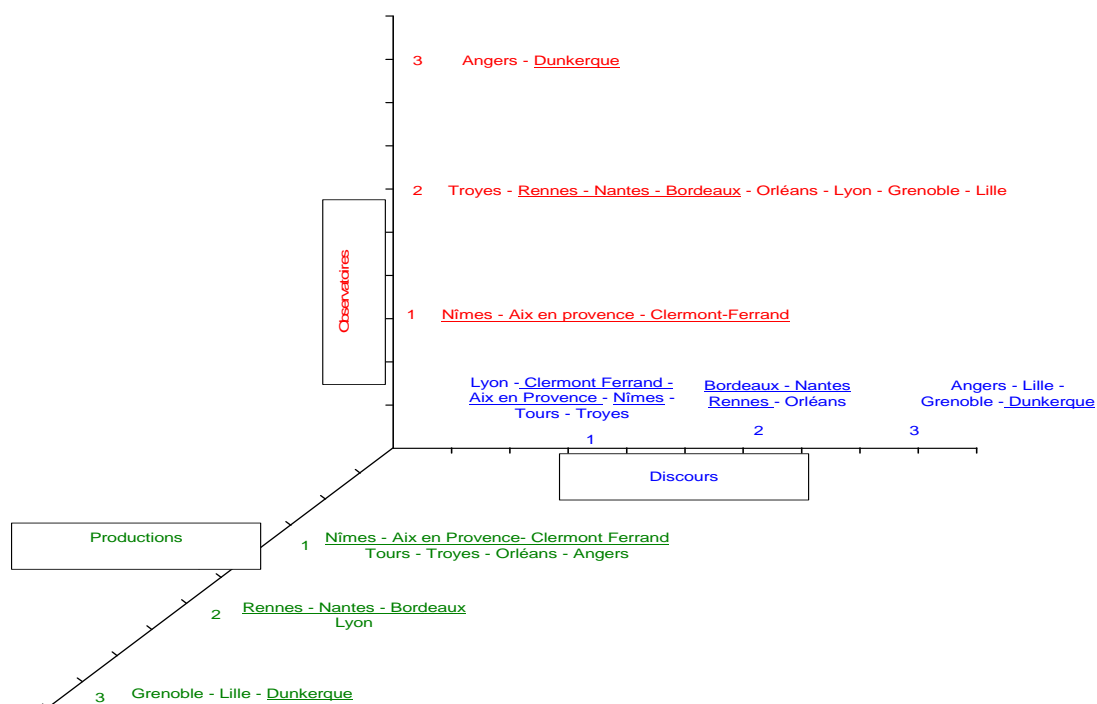 3 Angers - Dunkerque
2 Troyes - Rennes - Nantes - Bordeaux - Orléans - Lyon - Grenoble - Lille
Observatoires
1 Nîmes - Aix en provence - Clermont-Ferrand
Lyon - Clermont Ferrand -
Aix en Provence - Nîmes -
Tours - Troyes
Bordeaux - Nantes
Rennes - Orléans
Angers - Lille -
Grenoble - Dunkerque
1 2 3
Discours
Productions
1 Nîmes - Aix en Provence- Clermont Ferrand
Tours - Troyes - Orléans - Angers
2 Rennes - Nantes - Bordeaux
Lyon
3 Grenoble - Lille - Dunkerque